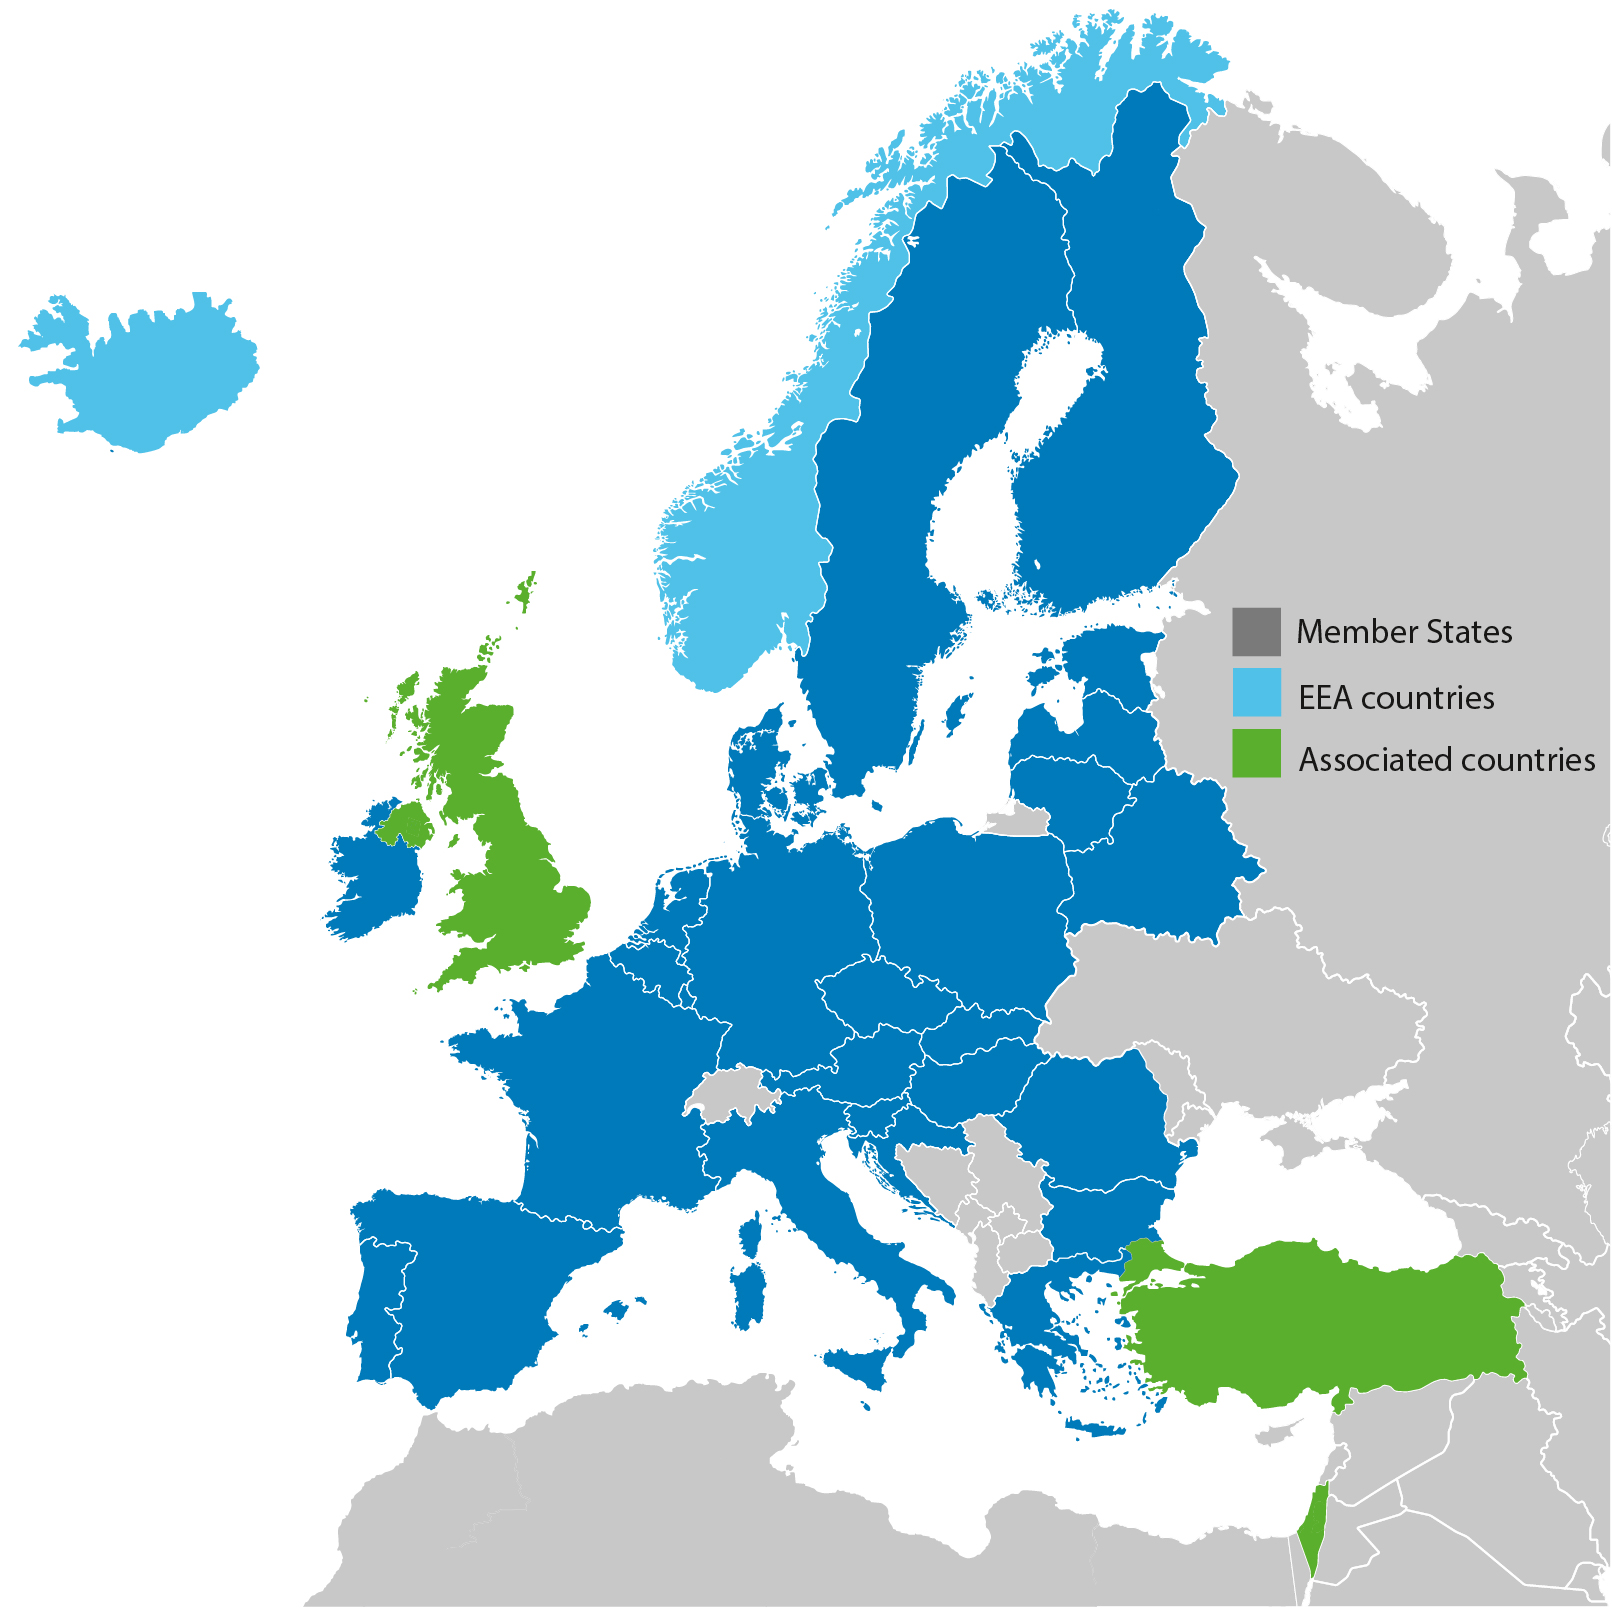 Member States
EEA countries
Associated countries